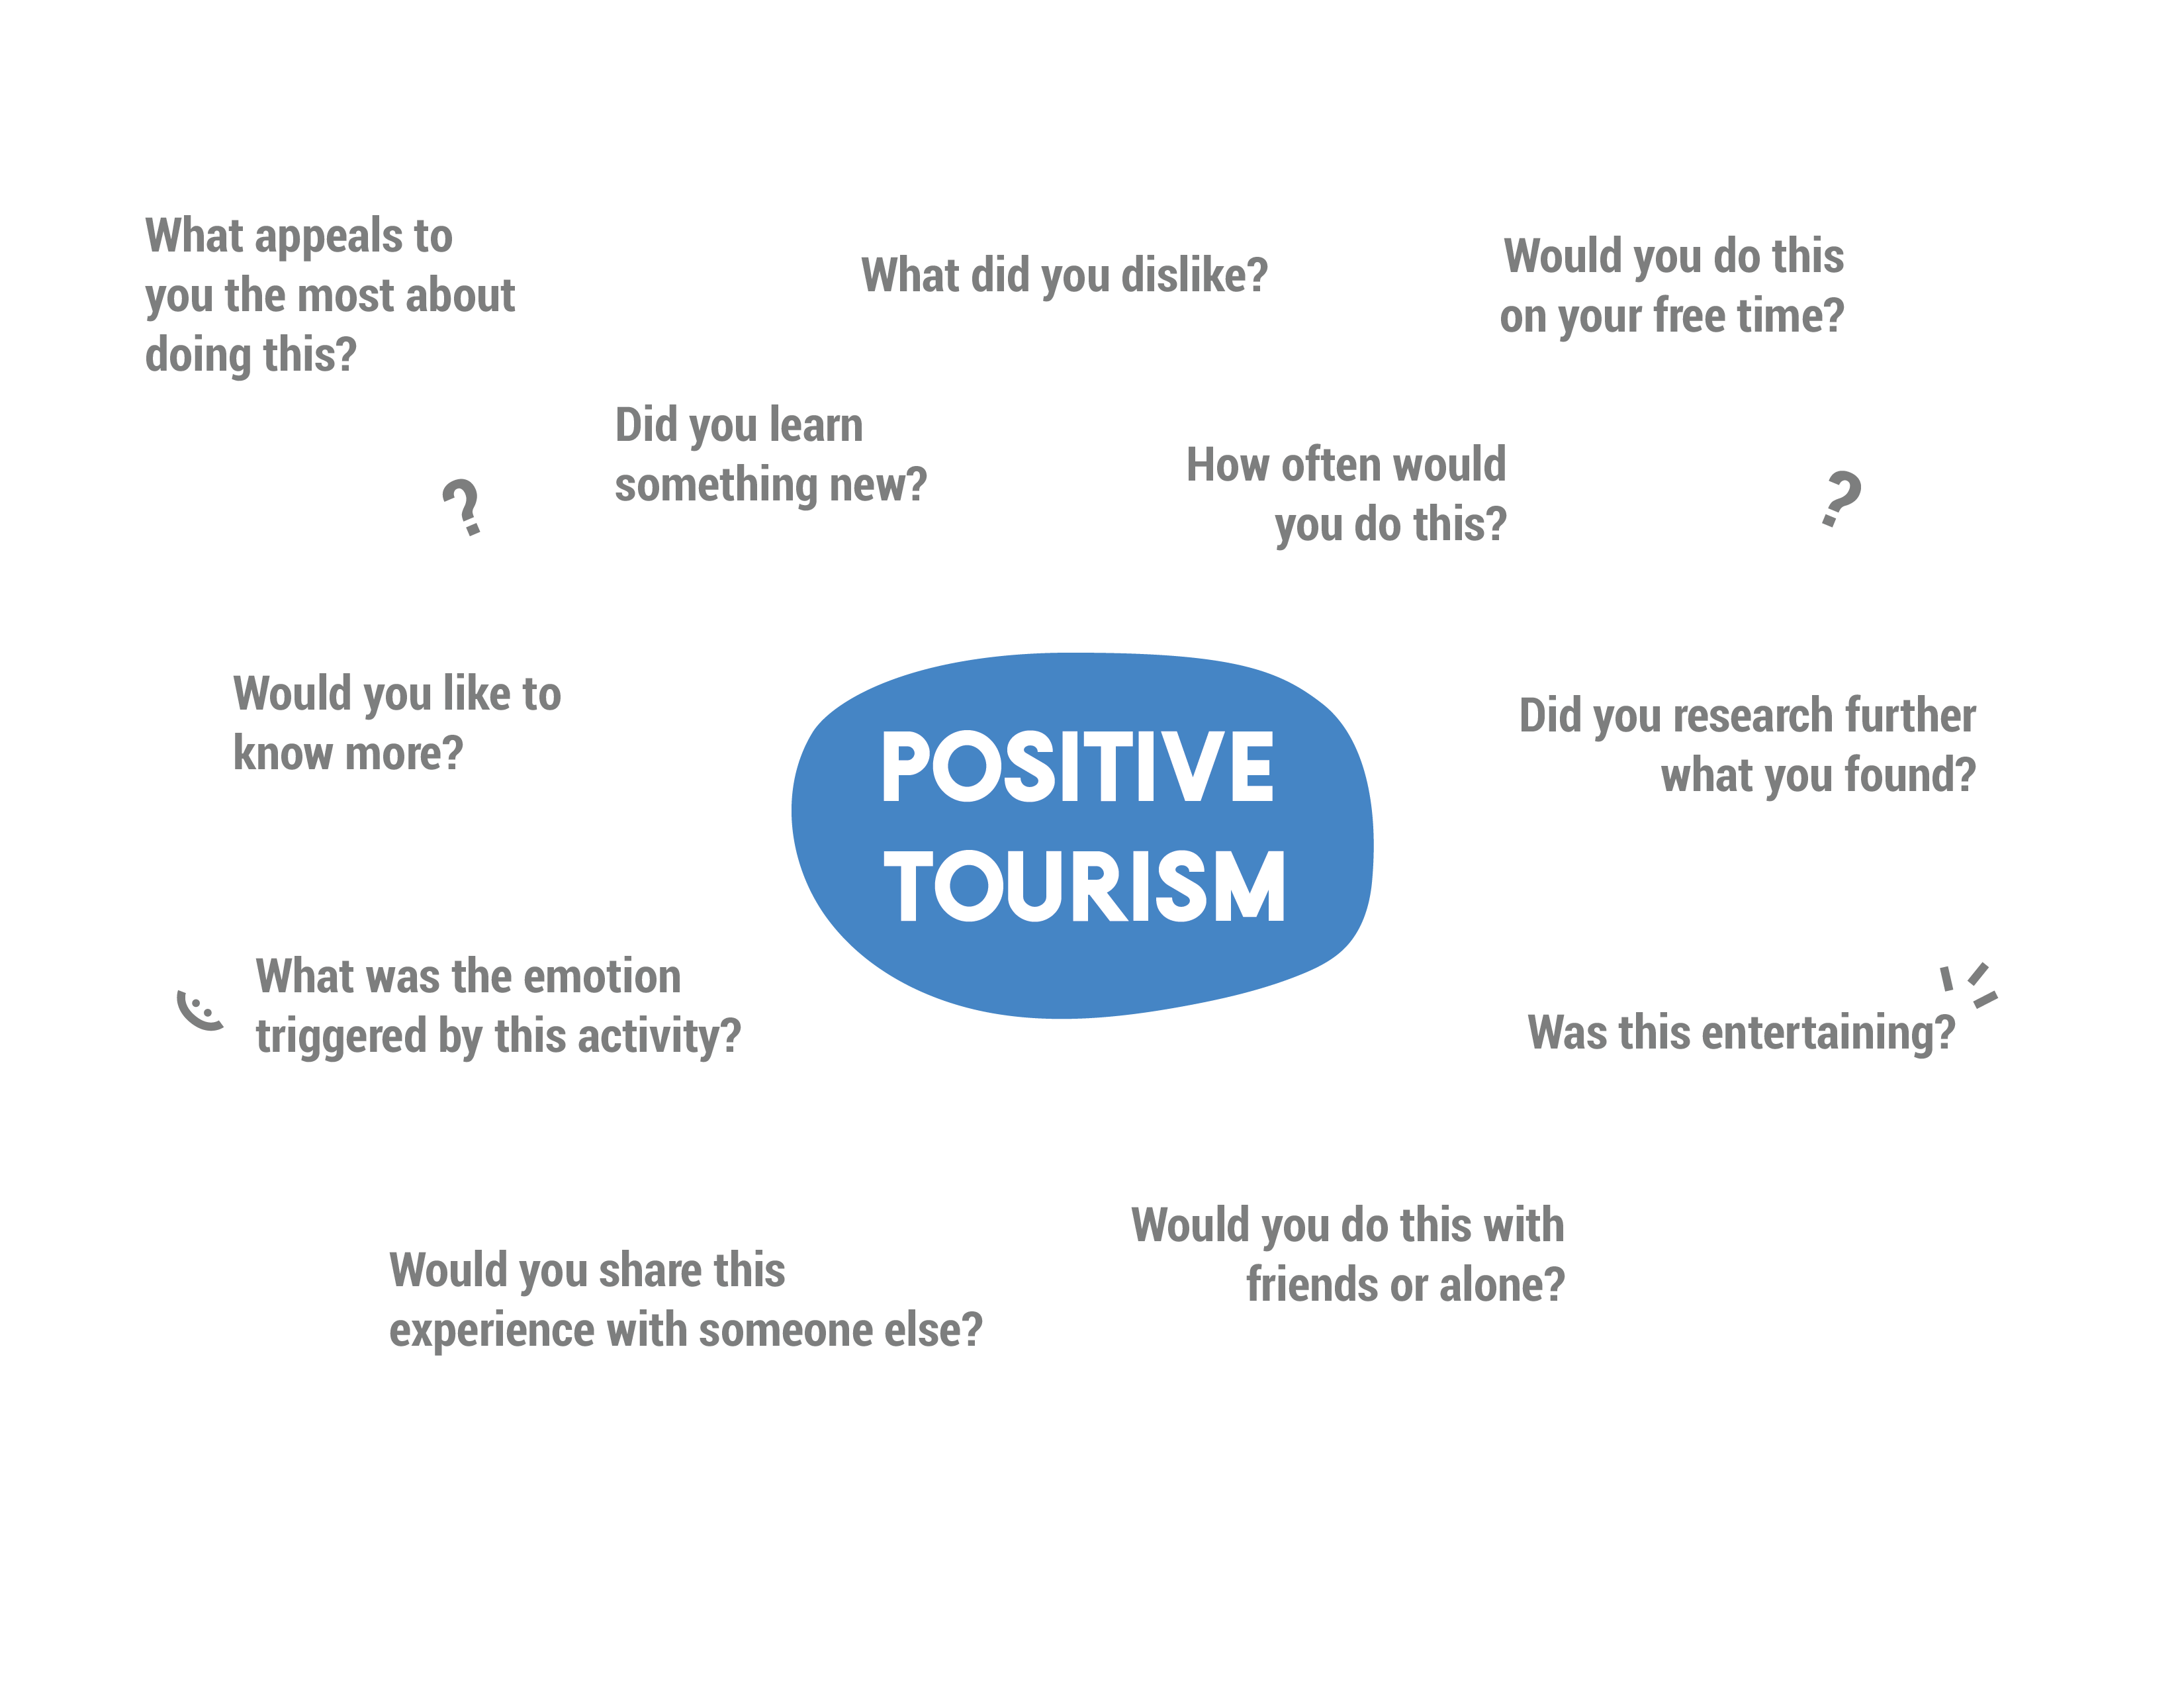 What appeals to
you the most about
doing this?
What did you dislike?
Would you do this
on your free time?
Did you learn
something new?
How often would
you do this?
?
?
Would you like to
know more?
POSITIVE
TOURISM
Did you research further
what you found?
What was the emotion
triggered by this activity?
Was this entertaining?
Would you share this
experience with someone else?
Would you do this with
friends or alone?